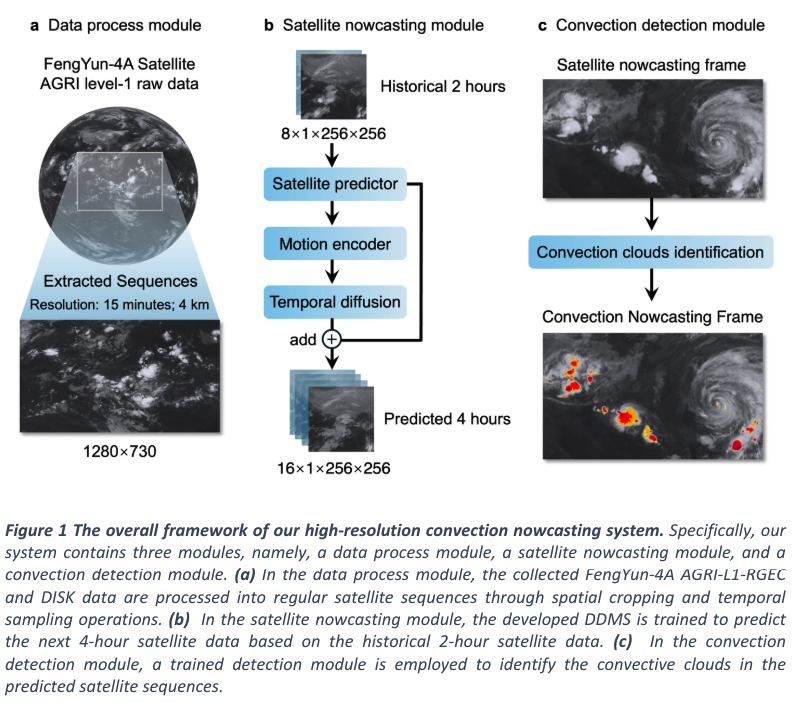 a Data process module
FengYun-4A Satellite
AGRI level-1 raw data
Extracted Sequences
Resolution: 15 minutes; 4 km
1280×730
b Satellite nowcasting module
Historical 2 hours
8×1×256×256
Satellite predictor
Motion encoder
Temporal diffusion
add +
Predicted 4 hours
16×1×256×256
c Convection detection module
Satellite nowcasting frame
Convection clouds identification
Convection Nowcasting Frame
Figure 1 The overall framework of our high-resolution convection nowcasting system. Specifically, our
system contains three modules, namely, a data process module, a satellite nowcasting module, and a
convection detection module. (a) In the data process module, the collected FengYun-4A AGRI-L1-RGEC
and DISK data are processed into regular satellite sequences through spatial cropping and temporal
sampling operations. (b) In the satellite nowcasting module, the developed DDMS is trained to predict
the next 4-hour satellite data based on the historical 2-hour satellite data. (c) In the convection
detection module, a trained detection module is employed to identify the convective clouds in the
predicted satellite sequences.